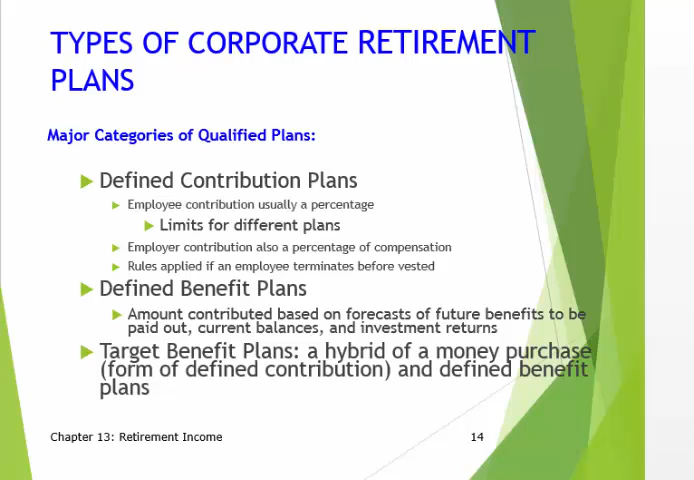 TYPES OF CORPORATE RETIREMENT
PLANS
Major Categories of Qualified Plans:
Defined Contribution Plans
Employee contribution usually a percentage
Limits for different plans
Employer contribution also a percentage of compensation
Rules applied if an employee terminates before vested
Defined Benefit Plans
Amount contributed based on forecasts of future benefits to be
paid out, current balances, and investment returns
Target Benefit Plans: a hybrid of a money purchase
(form of defined contribution) and defined benefit
plans
Chapter 13: Retirement Income 14